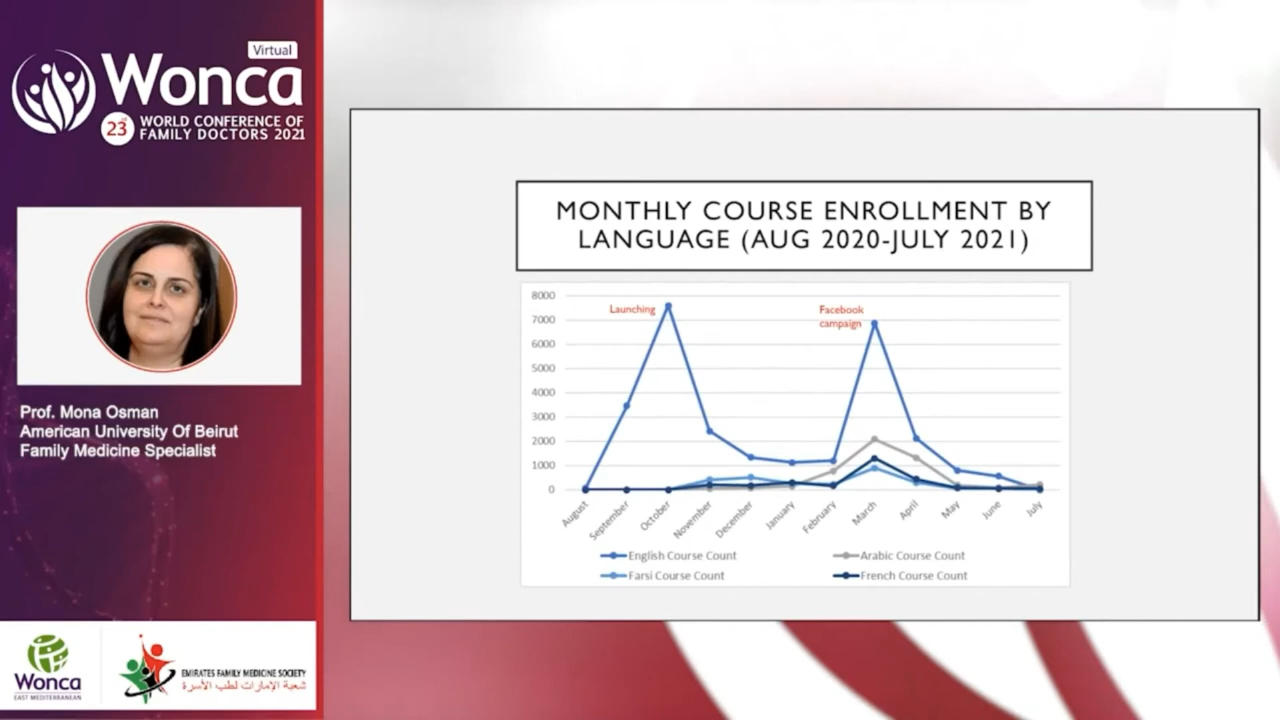 Virtual
Wonca
23rd WORLD CONFERENCE OF
FAMILY DOCTORS 2021
Prof. Mona Osman
American University Of Beirut
Family Medicine Specialist
Wonca
EAST MEDITERRANEAN
EMIRATES FAMILY MEDICINE SOCIETY
شعبة الإمارات لطب الأسرة
MONTHLY COURSE ENROLLMENT BY
LANGUAGE (AUG 2020-JULY 2021)
8000
7000
6000
5000
4000
3000
2000
1000
0
Launching
Facebook
campaign
August
September
October
November
December
January
February
March
April
May
June
July
English Course Count
Arabic Course Count
Farsi Course Count
French Course Count